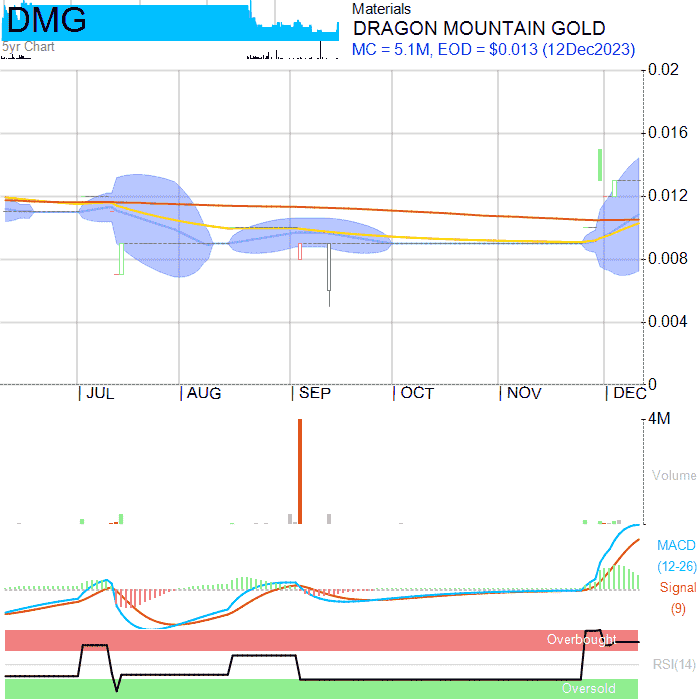 DMG
5yr Chart
Materials
DRAGON MOUNTAIN GOLD
MC = 5.1M, EOD = $0.013 (12Dec2023)
0.02
0.016
0.012
0.008
0.004
0
JUL AUG SEP OCT NOV DEC
4M
Volume
MACD
(12-26)
Signal
(9)
Overbought
RSI(14)
Oversold